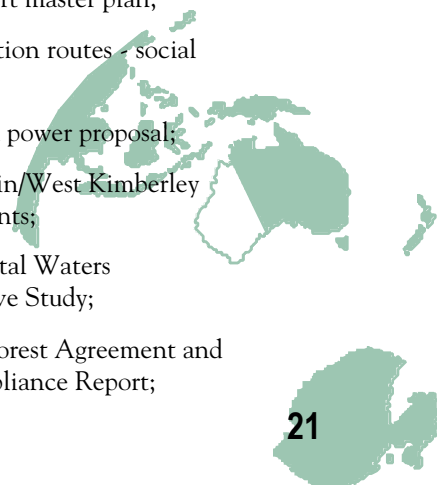 rt master plan;
tion routes - social
power proposal;
in/West Kimberley
nts;
tal Waters
ve Study;
orest Agreement and
pliance Report;
21